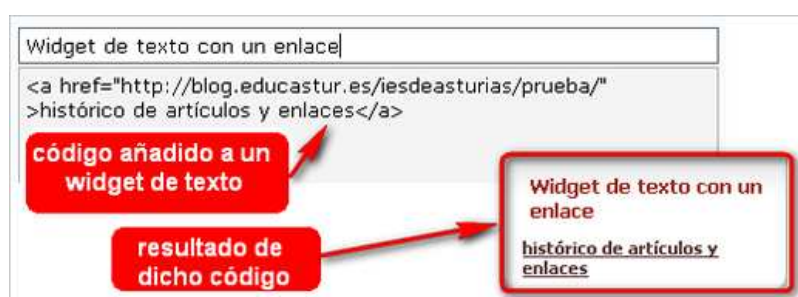 Widget de texto con un enlace
<a href="http://blog.educastur.es/iesdeasturias/prueba/"
>histórico de artículos y enlaces</a>
código añadido a un
widget de texto
Widget de texto con un
enlace
histórico de artículos y
enlaces
resultado de
dicho código